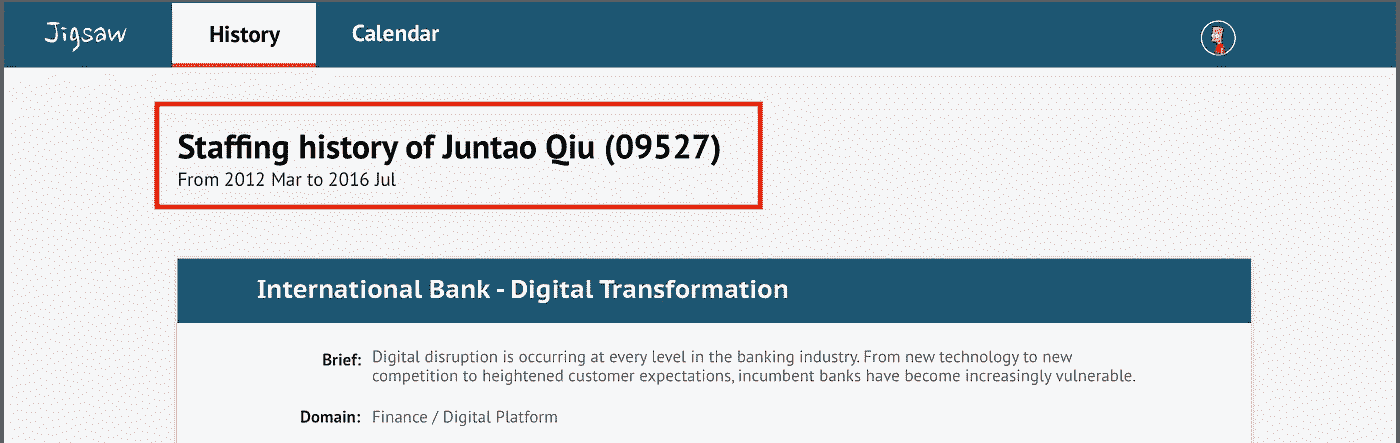 Jigsaw History Calendar
Staffing history of Juntao Qiu (09527)
From 2012 Mar to 2016 Jul
International Bank - Digital Transformation
Brief: Digital disruption is occurring at every level in the banking industry. From new technology to new
competition to heightened customer expectations, incumbent banks have become increasingly vulnerable.
Domain: Finance / Digital Platform